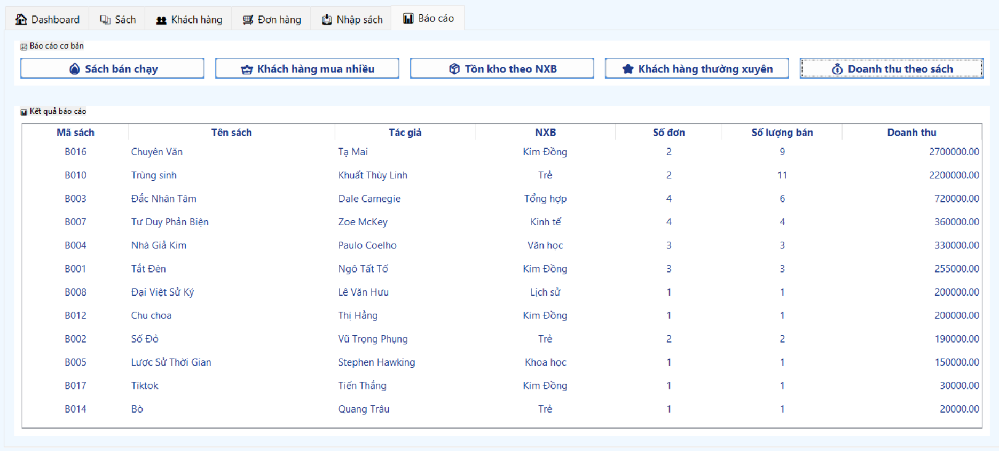 Dashboard Sách Khách hàng Đơn hàng Nhập sách Báo cáo
Báo cáo cơ bản
Sách bán chạy Khách hàng mua nhiều Tồn kho theo NXB Khách hàng thường xuyên Doanh thu theo sách
Kết quả báo cáo
Mã sách Tên sách Tác giả NXB Số đơn Số lượng bán Doanh thu
B016 Chuyên Văn Tạ Mai Kim Đồng 2 9 2700000.00
B010 Trùng sinh Khuất Thùy Linh Trẻ 2 11 2200000.00
B003 Đắc Nhân Tâm Dale Carnegie Tổng hợp 4 6 720000.00
B007 Tư Duy Phản Biện Zoe McKey Kinh tế 4 4 360000.00
B004 Nhà Giả Kim Paulo Coelho Văn học 3 3 330000.00
B001 Tắt Đèn Ngô Tất Tố Kim Đồng 3 3 255000.00
B008 Đại Việt Sử Ký Lê Văn Hưu Lịch sử 1 1 200000.00
B012 Chu choa Thị Hằng Kim Đồng 1 1 200000.00
B002 Số Đỏ Vũ Trọng Phụng Trẻ 2 2 190000.00
B005 Lược Sử Thời Gian Stephen Hawking Khoa học 1 1 150000.00
B017 Tiktok Tiến Thắng Kim Đồng 1 1 30000.00
B014 Bò Quang Trâu Trẻ 1 1 20000.00